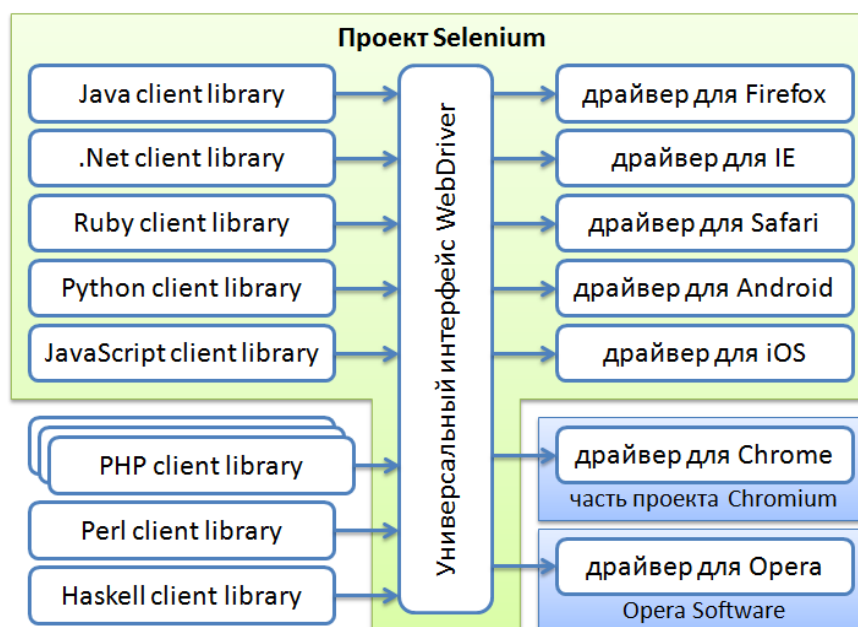 Проект Selenium
Java client library
.Net client library
Ruby client library
Python client library
JavaScript client library
PHP client library
Perl client library
Haskell client library
Универсальный интерфейс WebDriver
драйвер для Firefox
драйвер для IE
драйвер для Safari
драйвер для Android
драйвер для iOS
драйвер для Chrome
часть проекта Chromium
драйвер для Opera
Opera Software